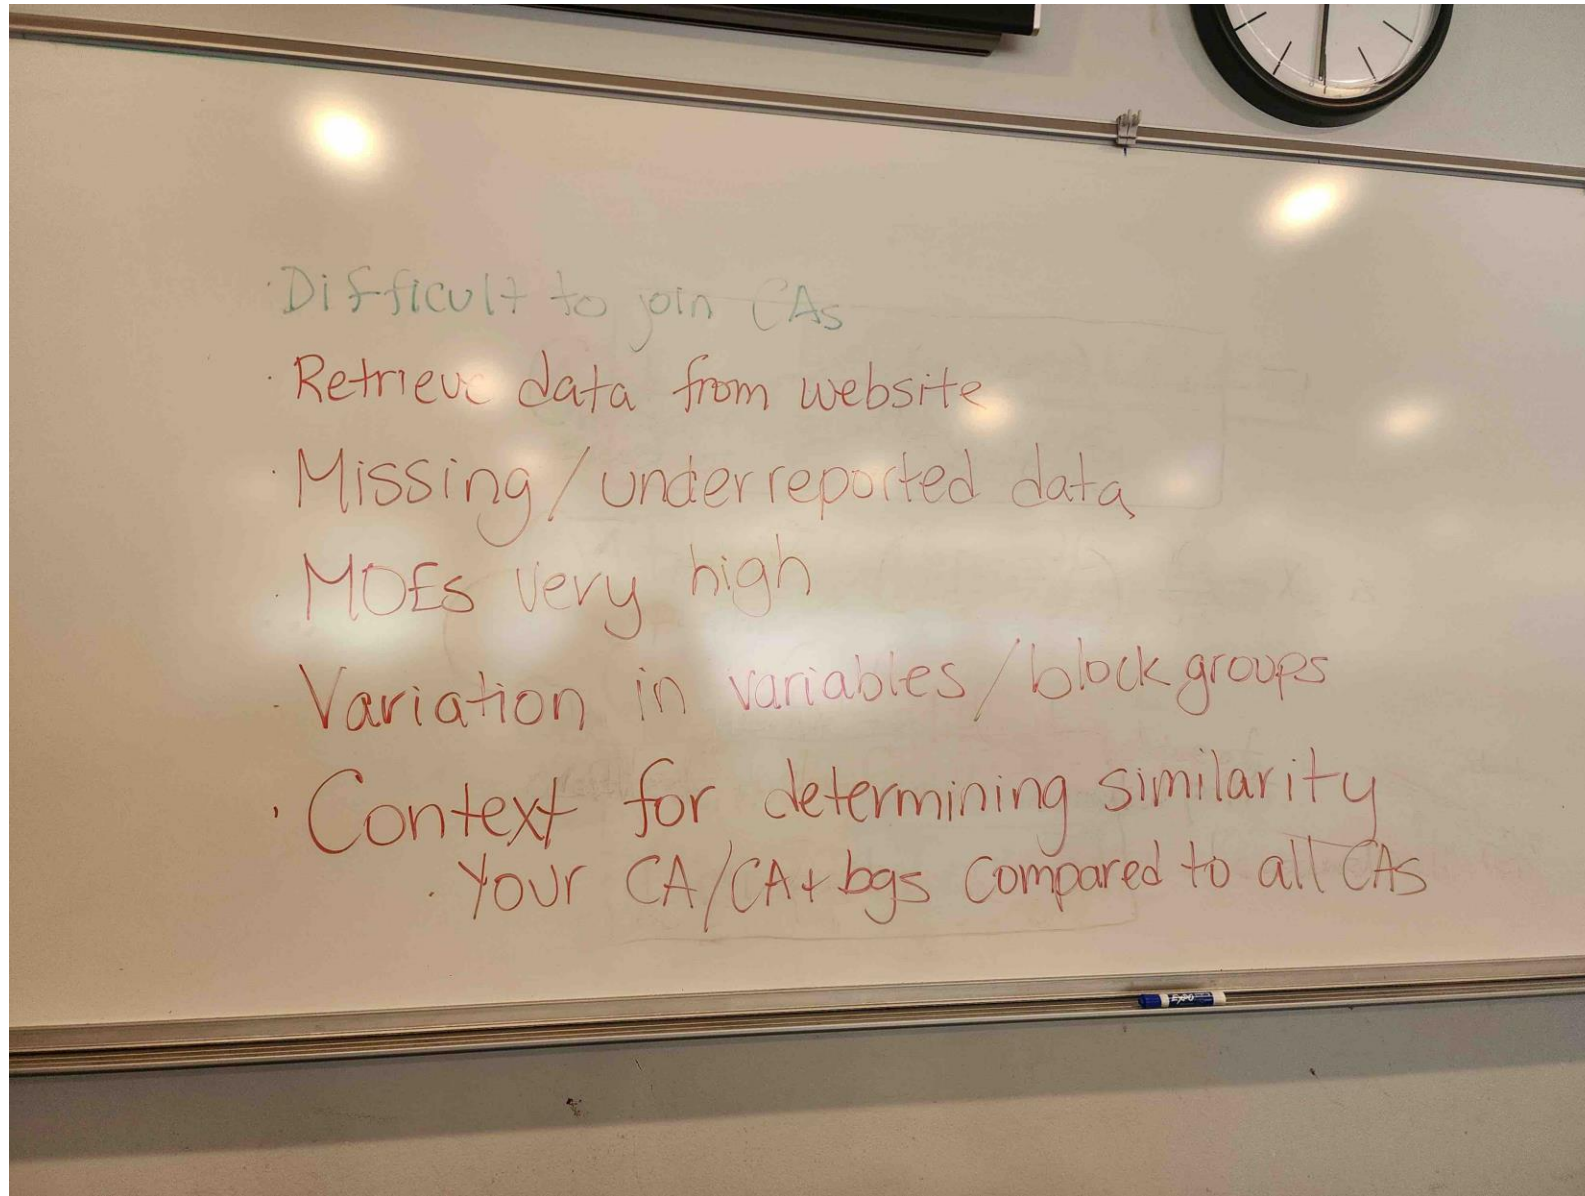 · Difficult to join CAs
· Retrieve data from website
· Missing/underreported data
· MOEs very high
· Variation in variables/block groups
· Context for determining similarity
· Your CA/CA+bgs compared to all CAs
EXPO